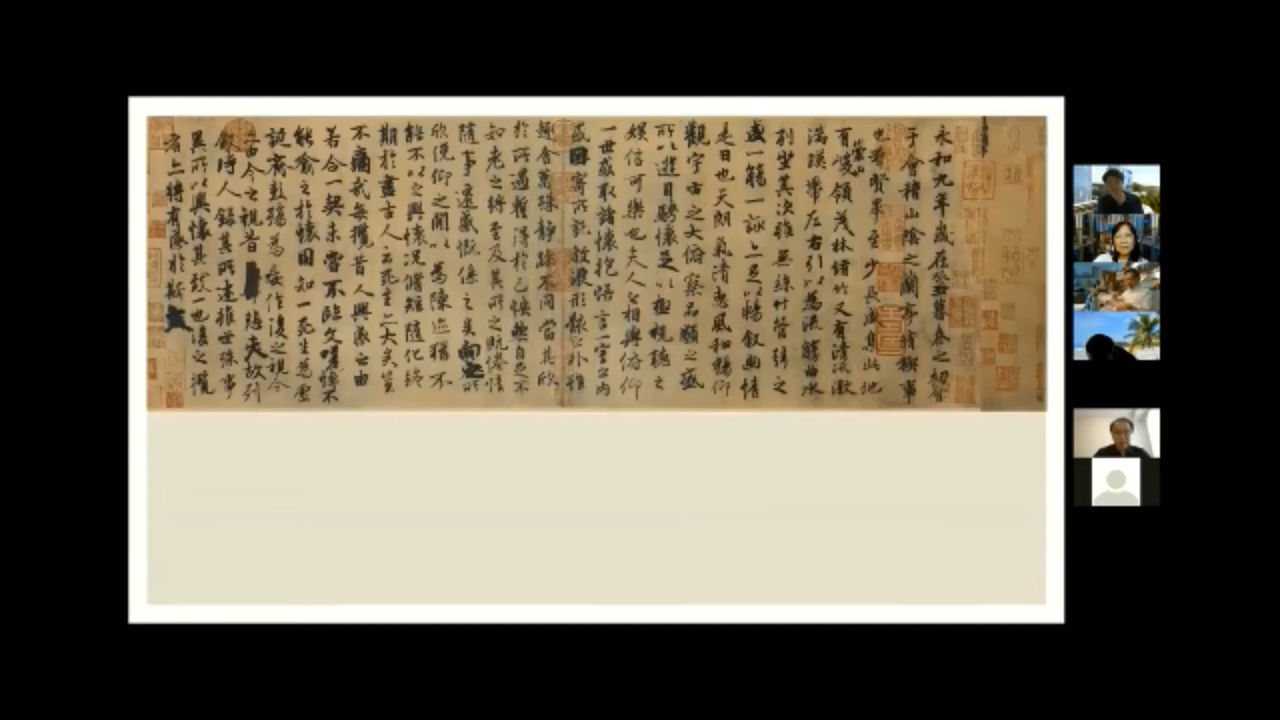 永和九年歲在癸丑暮春之初會
于會稽山陰之蘭亭脩稧事
也羣賢畢至少長咸集此地
有崇山峻領茂林脩竹又有清流激
湍暎帶左右引以為流觴曲水
列坐其次雖無絲竹管弦之
盛一觴一詠亦足以暢敘幽情
是日也天朗氣清惠風和暢仰
觀宇宙之大俯察品類之盛
所以遊目騁懷足以極視聽之
娛信可樂也夫人之相與俯仰
一世或取諸懷抱悟言一室之內
或因寄所託放浪形骸之外雖
趣舍萬殊靜躁不同當其欣
於所遇蹔得於己怏然自足不
知老之將至及其所之既惓情
隨事遷感慨係之矣向之所
欣俛仰之閒以為陳迹猶不
能不以之興懷況脩短隨化終
期於盡古人云死生亦大矣豈
不痛哉每攬昔人興感之由
若合一契未嘗不臨文嗟悼不
能喻之於懷固知一死生為虛
誕齊彭殤為妄作後之視今
亦由今之視昔悲夫故列
敘時人錄其所述雖世殊事
異所以興懷其致一也後之攬
者亦將有感於斯文